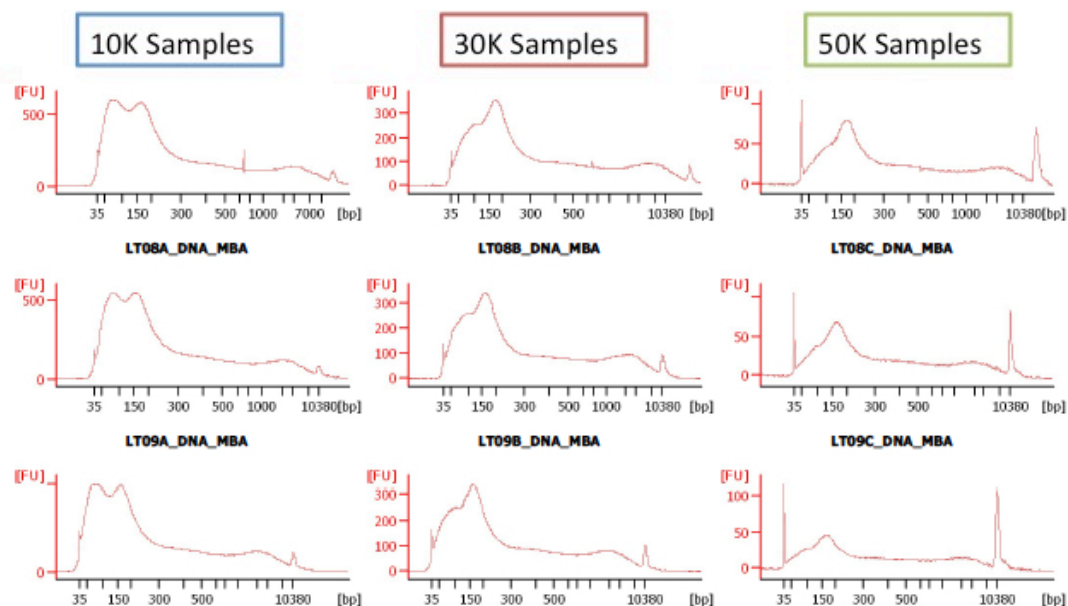 10K Samples 30K Samples 50K Samples
[FU] [FU] [FU]
500 300 50
200
100
0 0 0
35 150 300 500 1000 7000 [bp] 35 150 300 500 10380 [bp] 35 150 300 500 1000 10380[bp]
LT08A_DNA_MBA LT08B_DNA_MBA LT08C_DNA_MBA
[FU] [FU] [FU]
500 300 50
200
100
0 0 0
35 150 300 500 1000 10380[bp] 35 150 300 500 1000 10380 [bp] 35 150 300 500 10380 [bp]
LT09A_DNA_MBA LT09B_DNA_MBA LT09C_DNA_MBA
[FU] [FU] [FU]
300 100
200 50
100
0 0 0
35 150 300 500 10380 [bp] 35 150 300 500 10380 [bp] 35 150 300 500 10380 [bp]